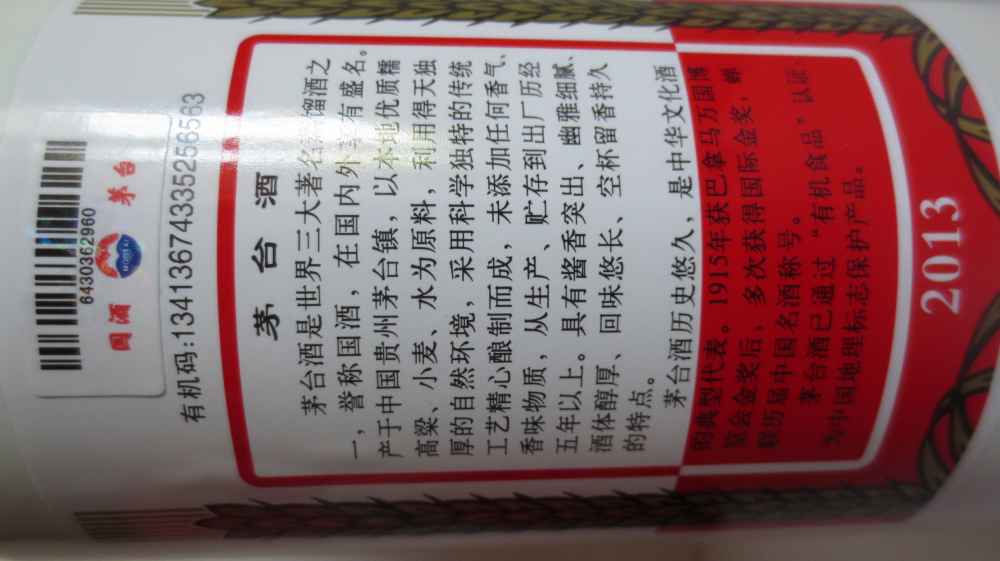 64303652960
国酒 茅台
有机码:134136743352565​63
茅台酒
茅台酒是世界三大著名蒸馏酒之
一，誉称国酒，在国内外享有盛名。
产于中国贵州茅台镇，以本地优质糯
高粱、小麦、水为原料，利用得天独
厚的自然环境，采用科学独特的传统
工艺精心酿制而成，未添加任何香气、
香味物质，从生产、贮存到出厂历经
五年以上。具有酱香突出、幽雅细腻、
酒体醇厚、回味悠长、空杯留香持久
的特点。
茅台酒历史悠久，是中华文化酒
的典型代表。1915年获巴拿马万国博
览会金奖后，多次获得国际金奖，蝉
联历届中国名酒称号。
茅台酒已通过“有机食品”认证，
为中国地理标志保护产品。
2013